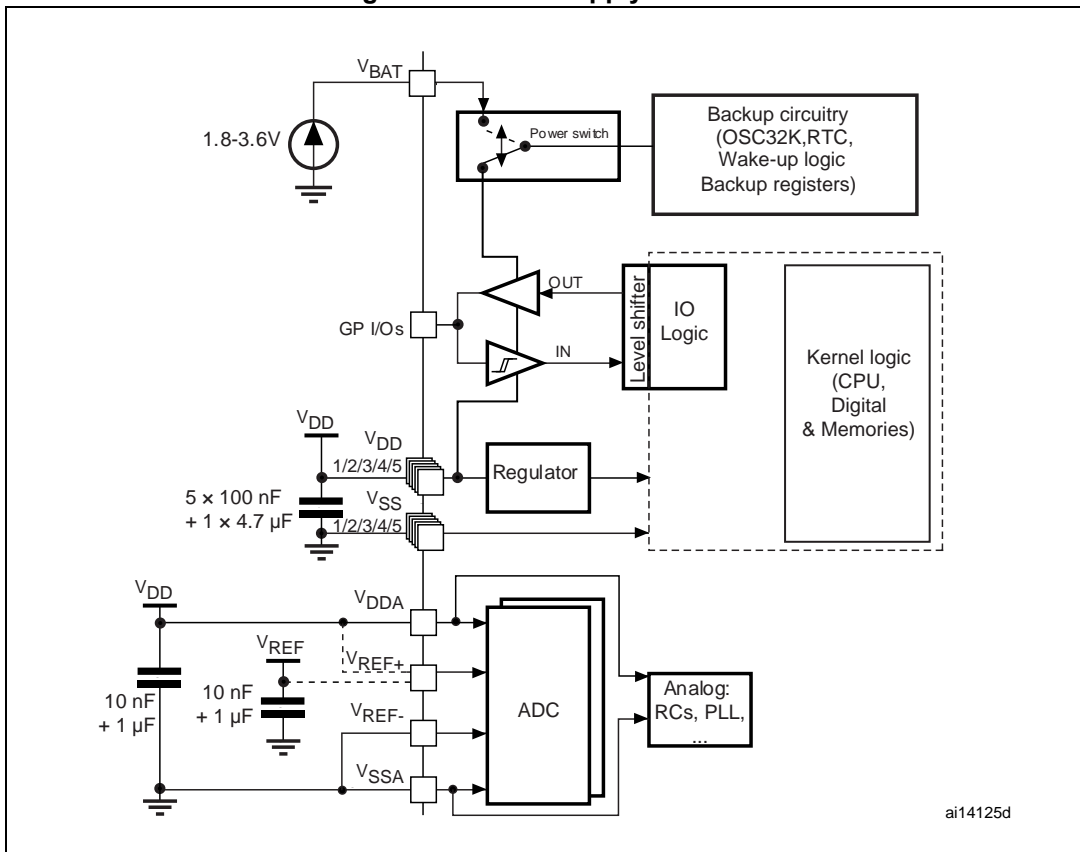 V_BAT
1.8-3.6V
Power switch
Backup circuitry
(OSC32K,RTC,
Wake-up logic
Backup registers)
OUT
GP I/Os
IN
Level shifter
IO
Logic
Kernel logic
(CPU,
Digital
& Memories)
VDD
VDD
1/2/3/4/5
Regulator
5 × 100 nF
+ 1 × 4.7 µF
VSS
1/2/3/4/5
VDD
VDDA
VREF
VREF+
10 nF
+ 1 µF
10 nF
+ 1 µF
VREF-
ADC
Analog:
RCs, PLL,
...
VSSA
ai14125d